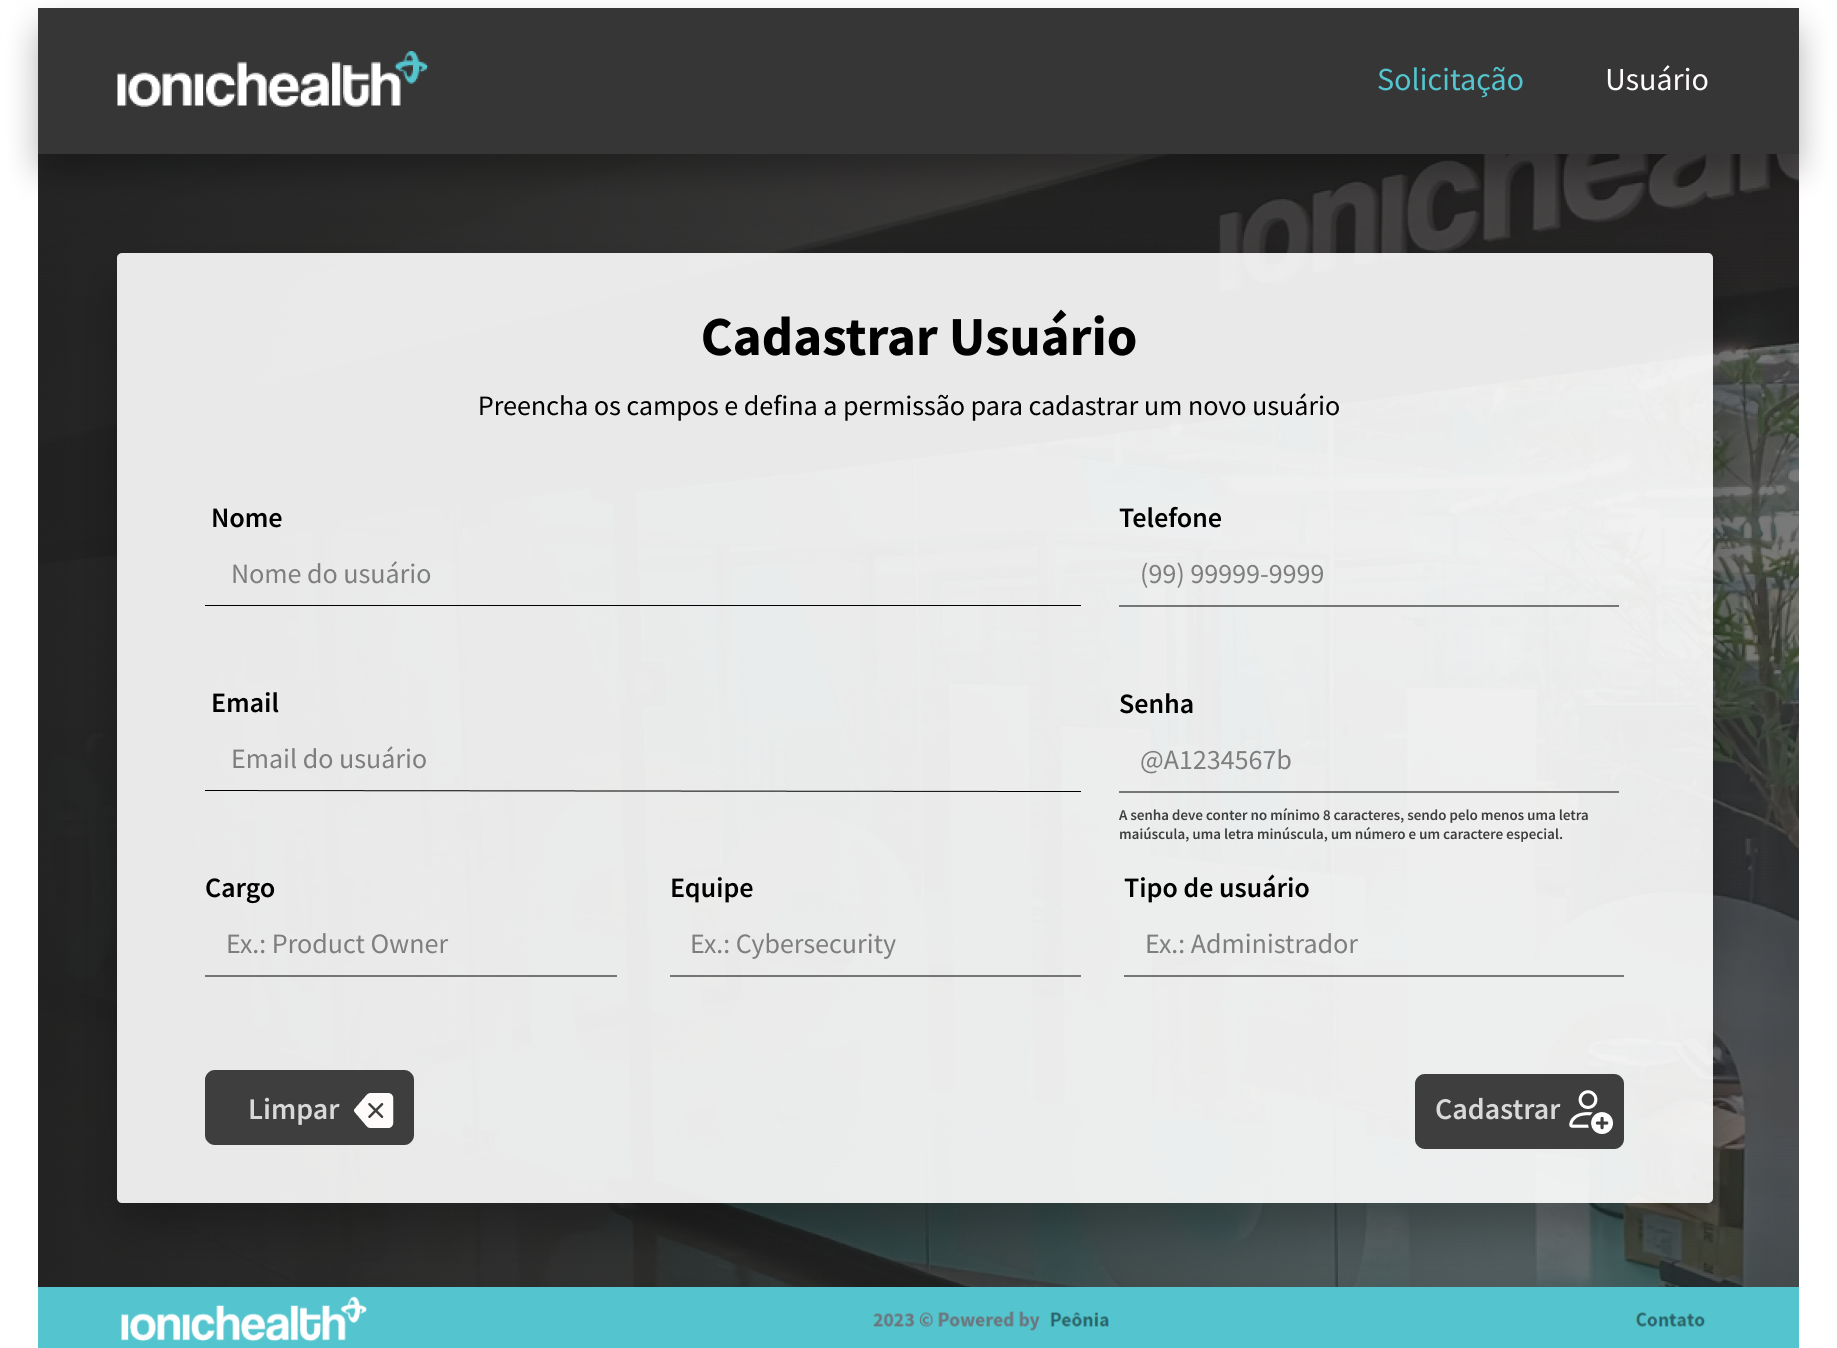 ionichealth
Solicitação
Usuário
ionicheal
Cadastrar Usuário
Preencha os campos e defina a permissão para cadastrar um novo usuário
Nome
Telefone
Nome do usuário
(99) 99999-9999
Email
Senha
Email do usuário
@A1234567b
A senha deve conter no mínimo 8 caracteres, sendo pelo menos uma letra
maiúscula, uma letra minúscula, um número e um caractere especial.
Cargo
Equipe
Tipo de usuário
Ex.: Product Owner
Ex.: Cybersecurity
Ex.: Administrador
Limpar
Cadastrar
ionichealth
2023 © Powered by Peônia
Contato